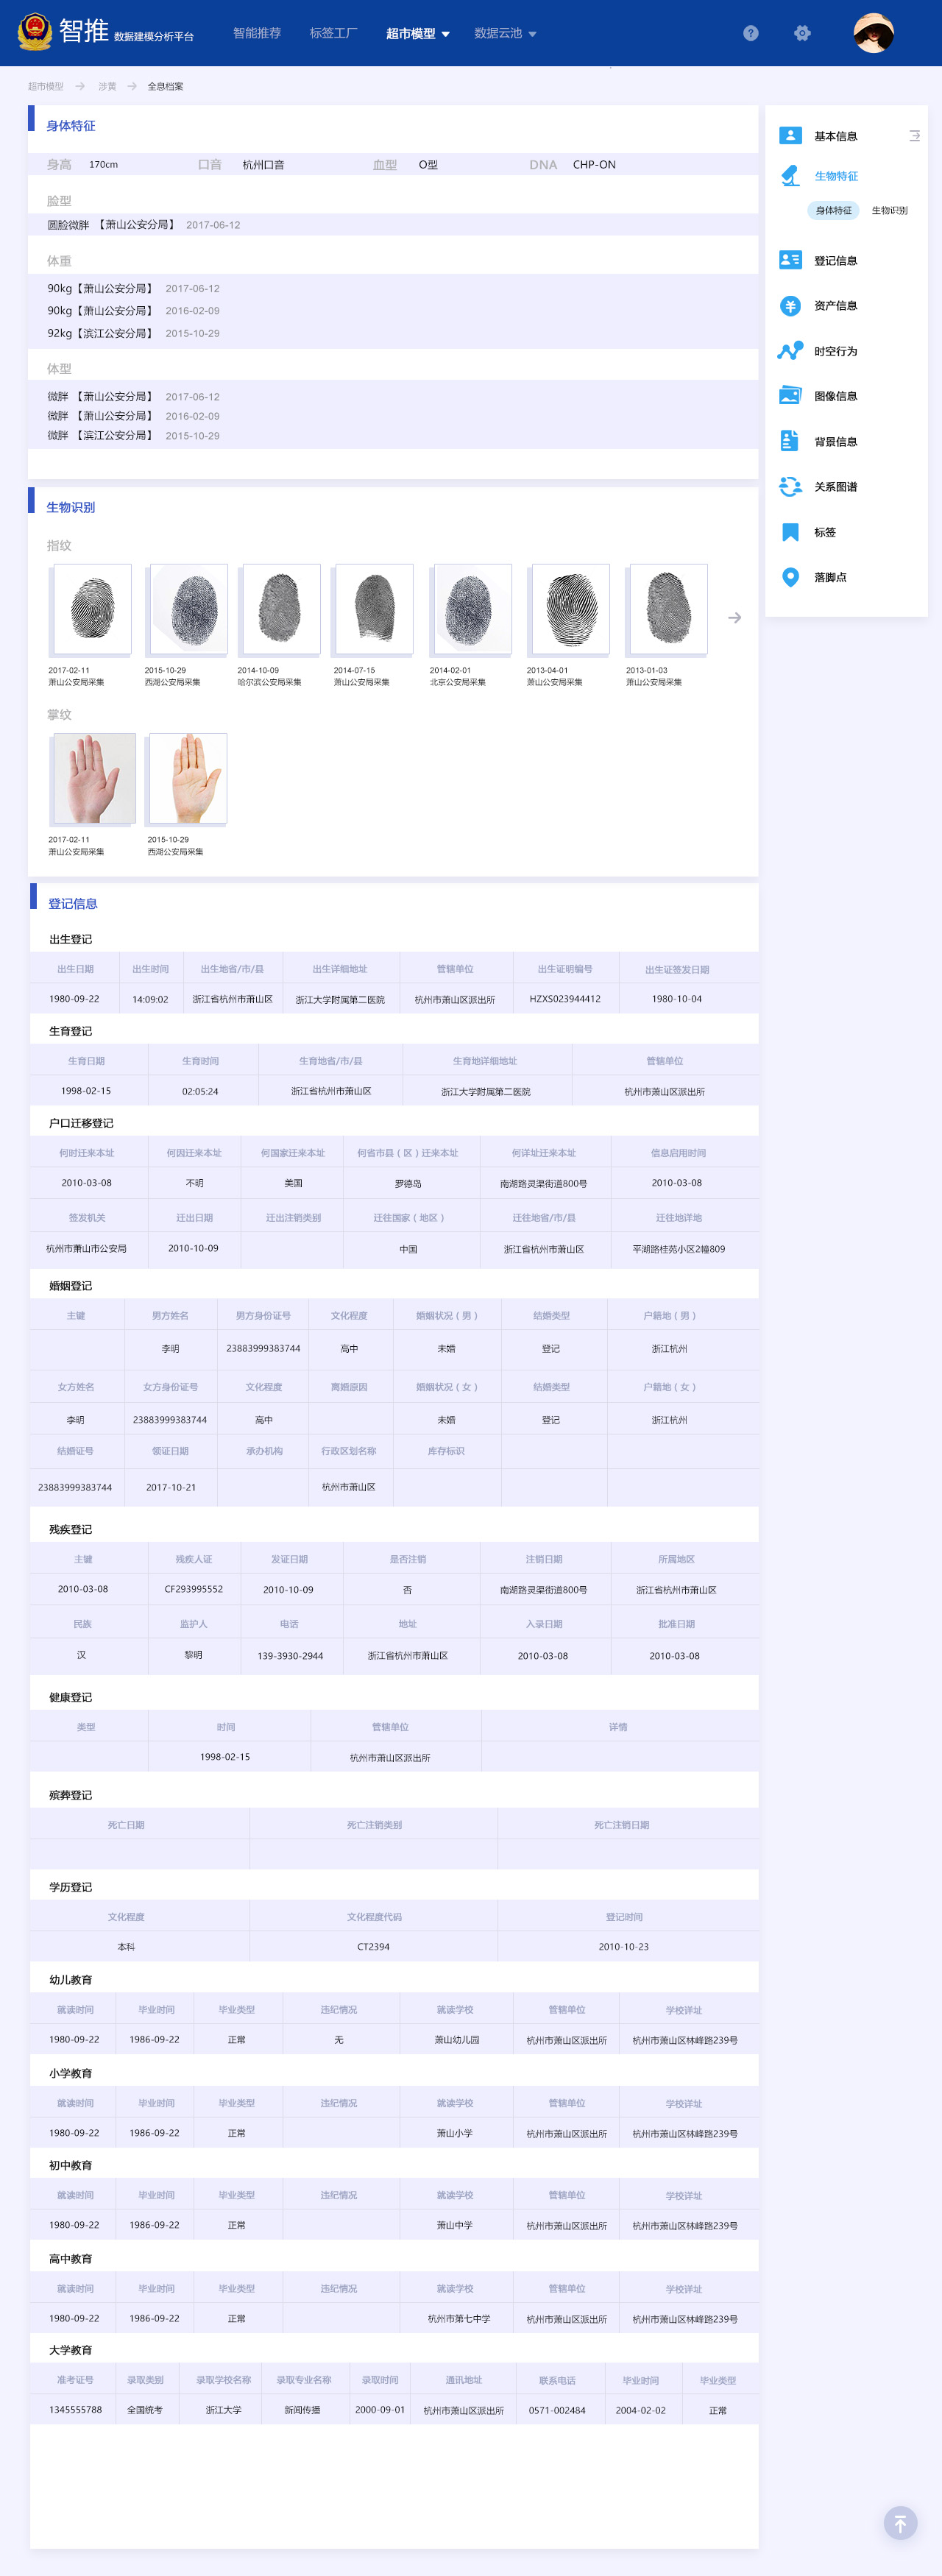 智推 数据建模分析平台 智能推荐 标签工厂 超市模型 数据云池
超市模型 涉黄 全息档案
身体特征
身高 170cm 口音 杭州口音 血型 O型 DNA CHP-ON
脸型
圆脸微胖 【萧山公安分局】 2017-06-12
体重
90kg【萧山公安分局】 2017-06-12
90kg【萧山公安分局】 2016-02-09
92kg【滨江公安分局】 2015-10-29
体型
微胖 【萧山公安分局】 2017-06-12
微胖 【萧山公安分局】 2016-02-09
微胖 【滨江公安分局】 2015-10-29
基本信息
生物特征
身体特征 生物识别
登记信息
资产信息
时空行为
图像信息
背景信息
关系图谱
标签
落脚点
生物识别
指纹
2017-02-11 2015-10-29 2014-10-09 2014-07-15 2014-02-01 2013-04-01 2013-01-03
萧山公安局采集 西湖公安局采集 哈尔滨公安局采集 萧山公安局采集 北京公安局采集 萧山公安局采集 萧山公安局采集
掌纹
2017-02-11 2015-10-29
萧山公安局采集 西湖公安局采集
登记信息
出生登记
出生日期 出生时间 出生地省/市/县 出生详细地址 管辖单位 出生证明编号 出生证签发日期
1980-09-22 14:09:02 浙江省杭州市萧山区 浙江大学附属第二医院 杭州市萧山区派出所 HZXS023944412 1980-10-04
生育登记
生育日期 生育时间 生育地省/市/县 生育地详细地址 管辖单位
1998-02-15 02:05:24 浙江省杭州市萧山区 浙江大学附属第二医院 杭州市萧山区派出所
户口迁移登记
何时迁来本址 何因迁来本址 何国家迁来本址 何省市县（区）迁来本址 何详址迁来本址 信息启用时间
2010-03-08 不明 美国 罗德岛 南湖路灵渠街道800号 2010-03-08
签发机关 迁出日期 迁出注销类别 迁往国家（地区） 迁往地省/市/县 迁往地详地
杭州市萧山市公安局 2010-10-09 中国 浙江省杭州市萧山区 平湖路桂苑小区2幢809
婚姻登记
主键 男方姓名 男方身份证号 文化程度 婚姻状况（男） 结婚类型 户籍地（男）
李明 23883999383744 高中 未婚 登记 浙江杭州
女方姓名 女方身份证号 文化程度 离婚原因 婚姻状况（女） 结婚类型 户籍地（女）
李明 23883999383744 高中 未婚 登记 浙江杭州
结婚证号 领证日期 承办机构 行政区划名称 库存标识
23883999383744 2017-10-21 杭州市萧山区
残疾登记
主键 残疾人证 发证日期 是否注销 注销日期 所属地区
2010-03-08 CF293995552 2010-10-09 否 南湖路灵渠街道800号 浙江省杭州市萧山区
民族 监护人 电话 地址 入录日期 批准日期
汉 黎明 139-3930-2944 浙江省杭州市萧山区 2010-03-08 2010-03-08
健康登记
类型 时间 管辖单位 详情
1998-02-15 杭州市萧山区派出所
殡葬登记
死亡日期 死亡注销类别 死亡注销日期
学历登记
文化程度 文化程度代码 登记时间
本科 CT2394 2010-10-23
幼儿教育
就读时间 毕业时间 毕业类型 违纪情况 就读学校 管辖单位 学校详址
1980-09-22 1986-09-22 正常 无 萧山幼儿园 杭州市萧山区派出所 杭州市萧山区林峰路239号
小学教育
就读时间 毕业时间 毕业类型 违纪情况 就读学校 管辖单位 学校详址
1980-09-22 1986-09-22 正常 萧山小学 杭州市萧山区派出所 杭州市萧山区林峰路239号
初中教育
就读时间 毕业时间 毕业类型 违纪情况 就读学校 管辖单位 学校详址
1980-09-22 1986-09-22 正常 萧山中学 杭州市萧山区派出所 杭州市萧山区林峰路239号
高中教育
就读时间 毕业时间 毕业类型 违纪情况 就读学校 管辖单位 学校详址
1980-09-22 1986-09-22 正常 杭州市第七中学 杭州市萧山区派出所 杭州市萧山区林峰路239号
大学教育
准考证号 录取类别 录取学校名称 录取专业名称 录取时间 通讯地址 联系电话 毕业时间 毕业类型
1345555788 全国统考 浙江大学 新闻传播 2000-09-01 杭州市萧山区派出所 0571-002484 2004-02-02 正常